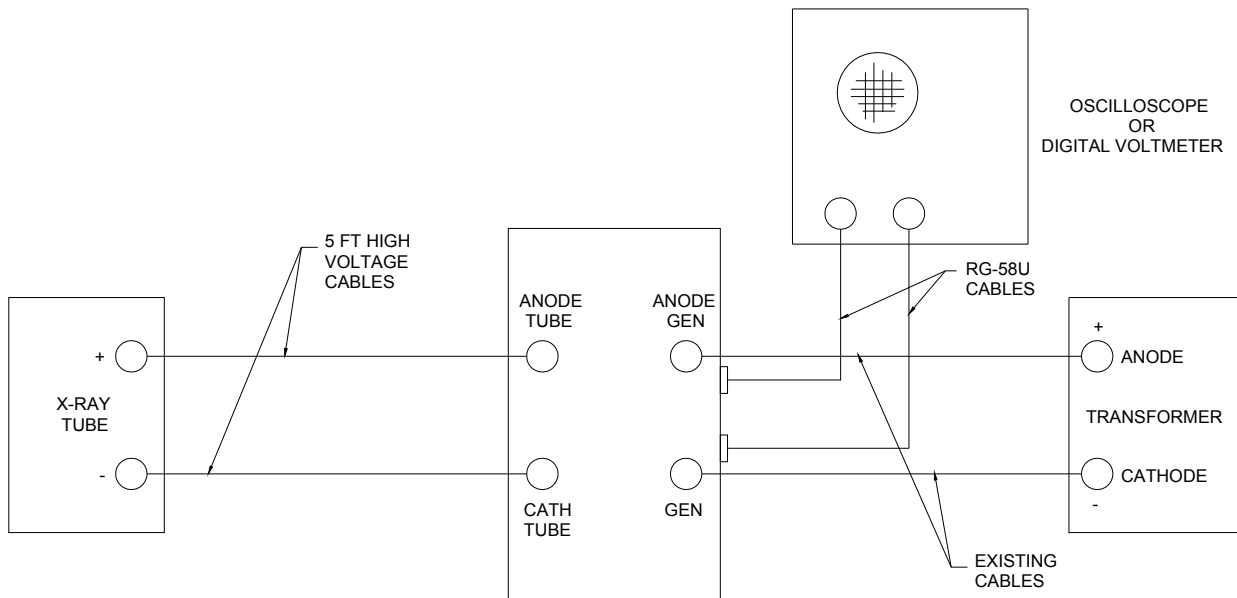 OSCILLOSCOPE
OR
DIGITAL VOLTMETER
5 FT HIGH
VOLTAGE
CABLES
RG-58U
CABLES
ANODE
TUBE
ANODE
GEN
+
X-RAY
TUBE
-
+
ANODE
TRANSFORMER
CATHODE
-
CATH
TUBE
GEN
EXISTING
CABLES